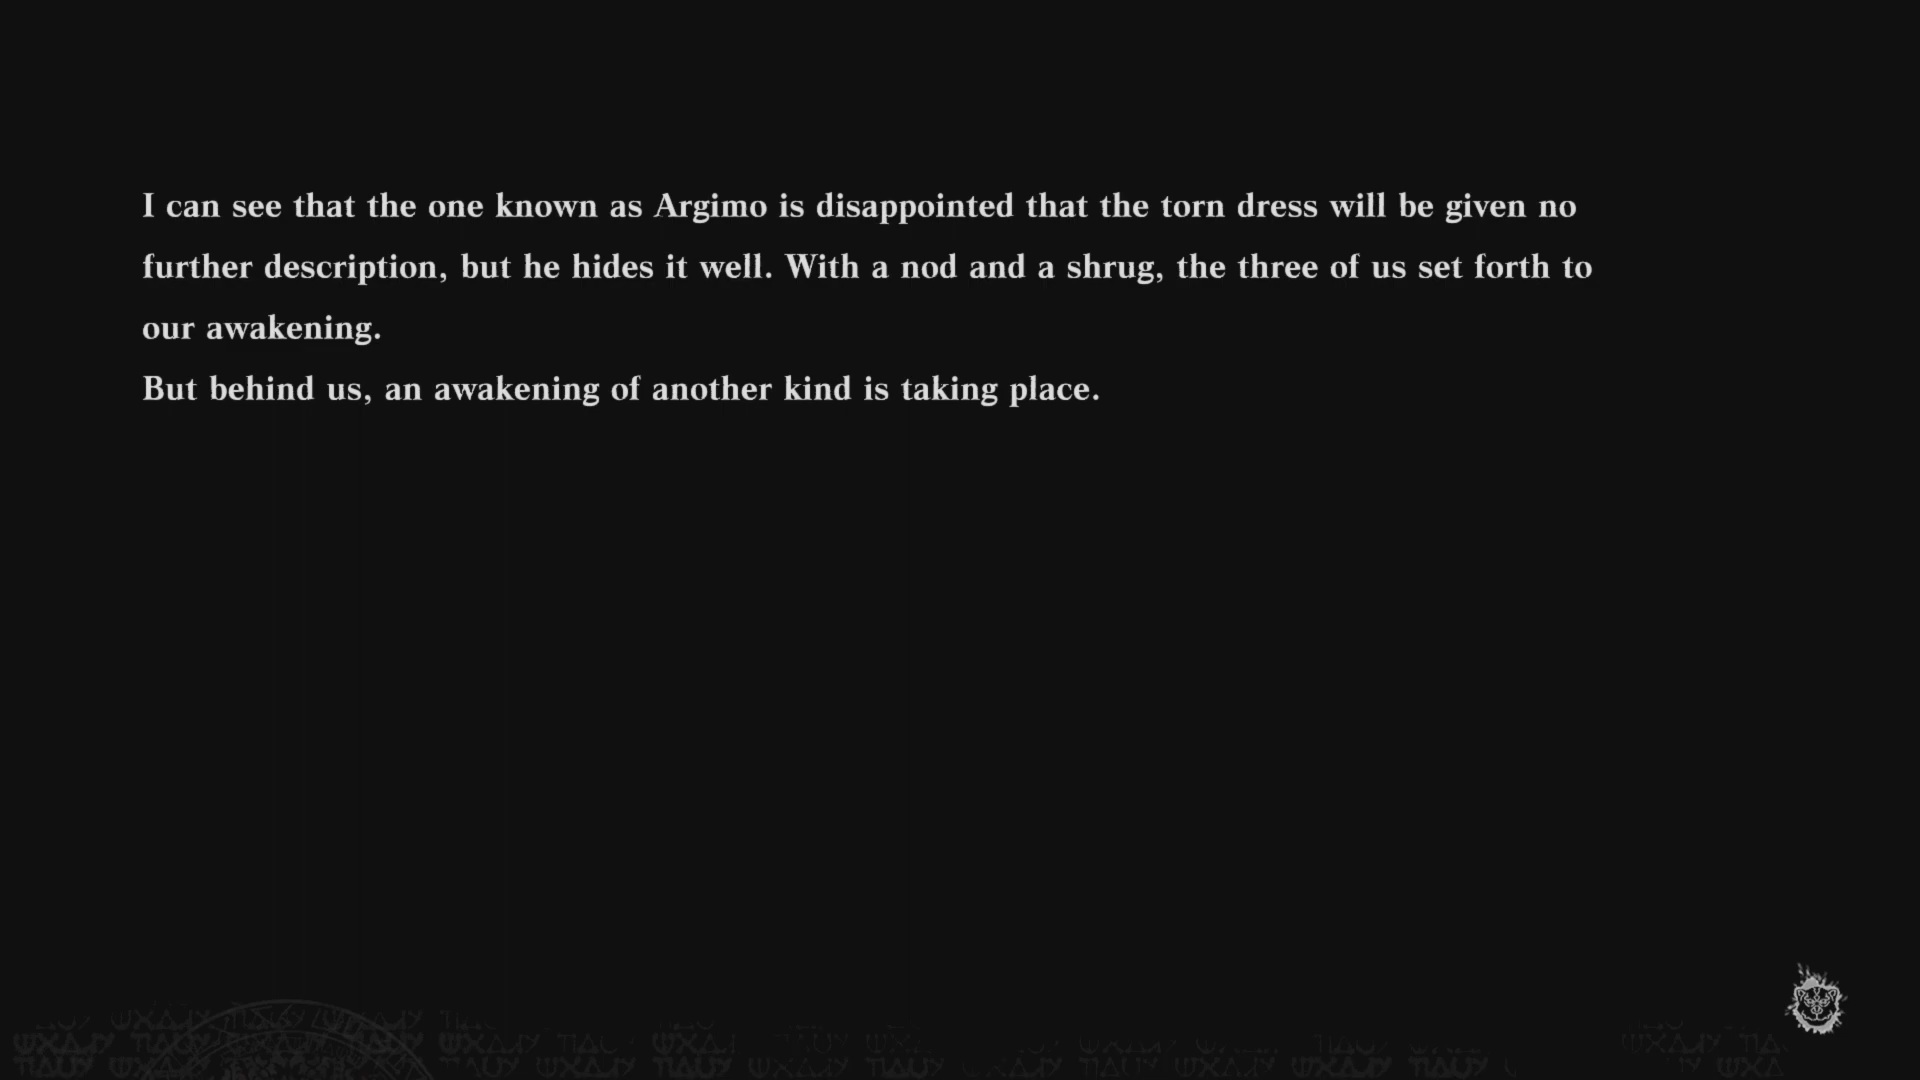 I can see that the one known as Argimo is disappointed that the torn dress will be given no
further description, but he hides it well. With a nod and a shrug, the three of us set forth to
our awakening.
But behind us, an awakening of another kind is taking place.